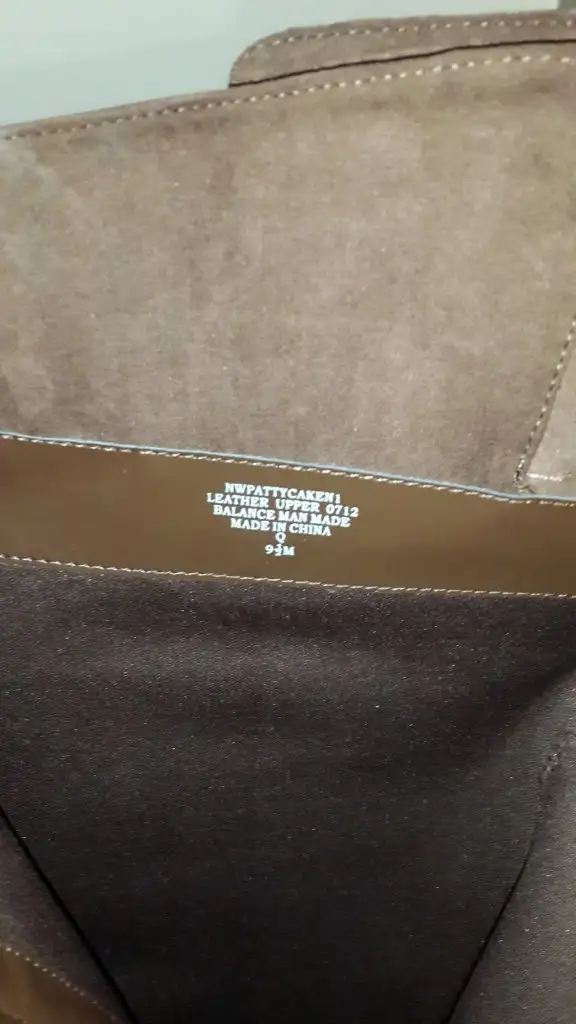 NWPATTYCAKEN1
LEATHER UPPER 0712
BALANCE MAN MADE
MADE IN CHINA
Q
9½M